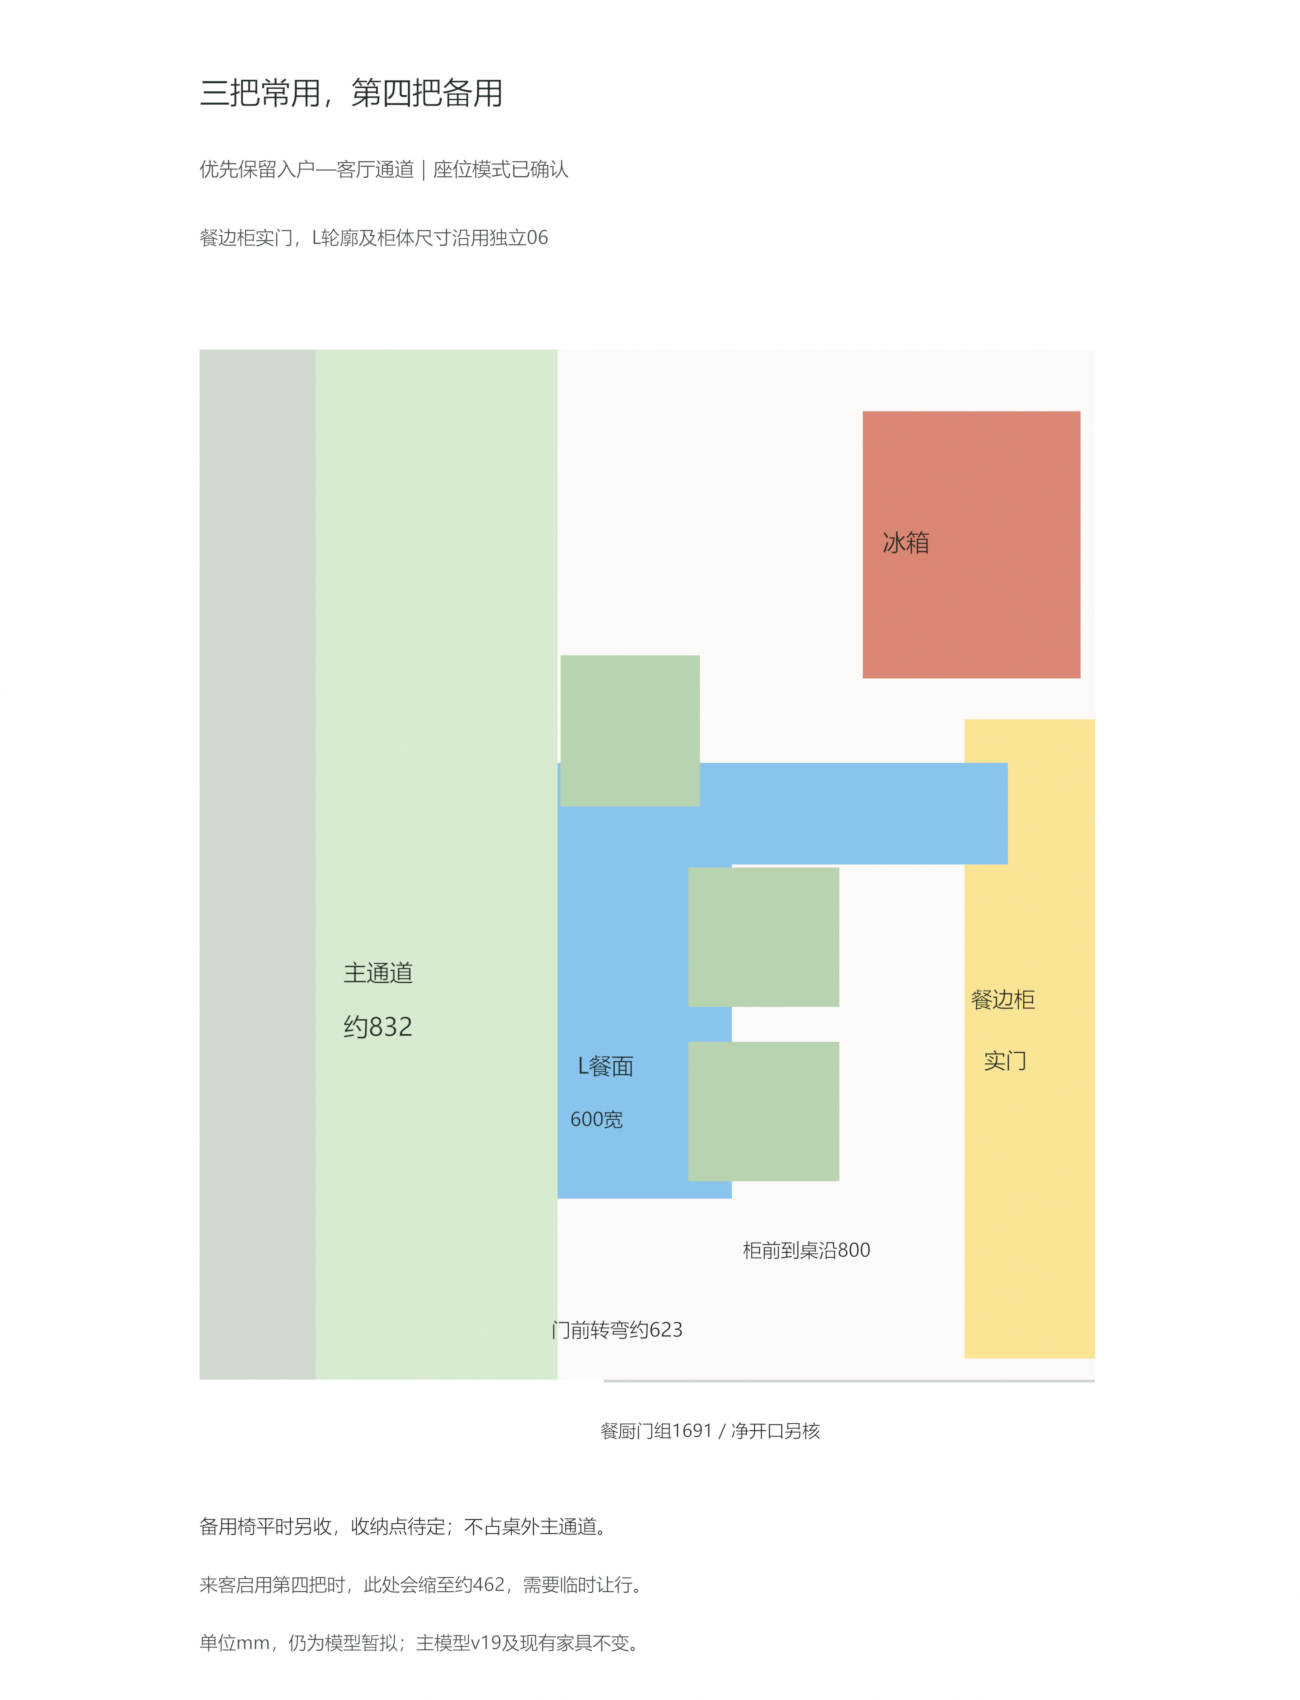 三把常用，第四把备用
优先保留入户—客厅通道｜座位模式已确认
餐边柜实门，L轮廓及柜体尺寸沿用独立06
冰箱
主通道
约832
餐边柜
实门
L餐面
600宽
柜前到桌沿800
门前转弯约623
餐厨门组1691 / 净开口另核
备用椅平时另收，收纳点待定；不占桌外主通道。
来客启用第四把时，此处会缩至约462，需要临时让行。
单位mm，仍为模型暂拟；主模型v19及现有家具不变。